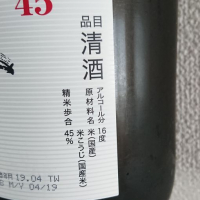 45
品目
清酒
アルコール分 16度
原材料名 米(国産)
米こうじ(国産米)
精米歩合 45%
19.04 TW
M/V 04/19